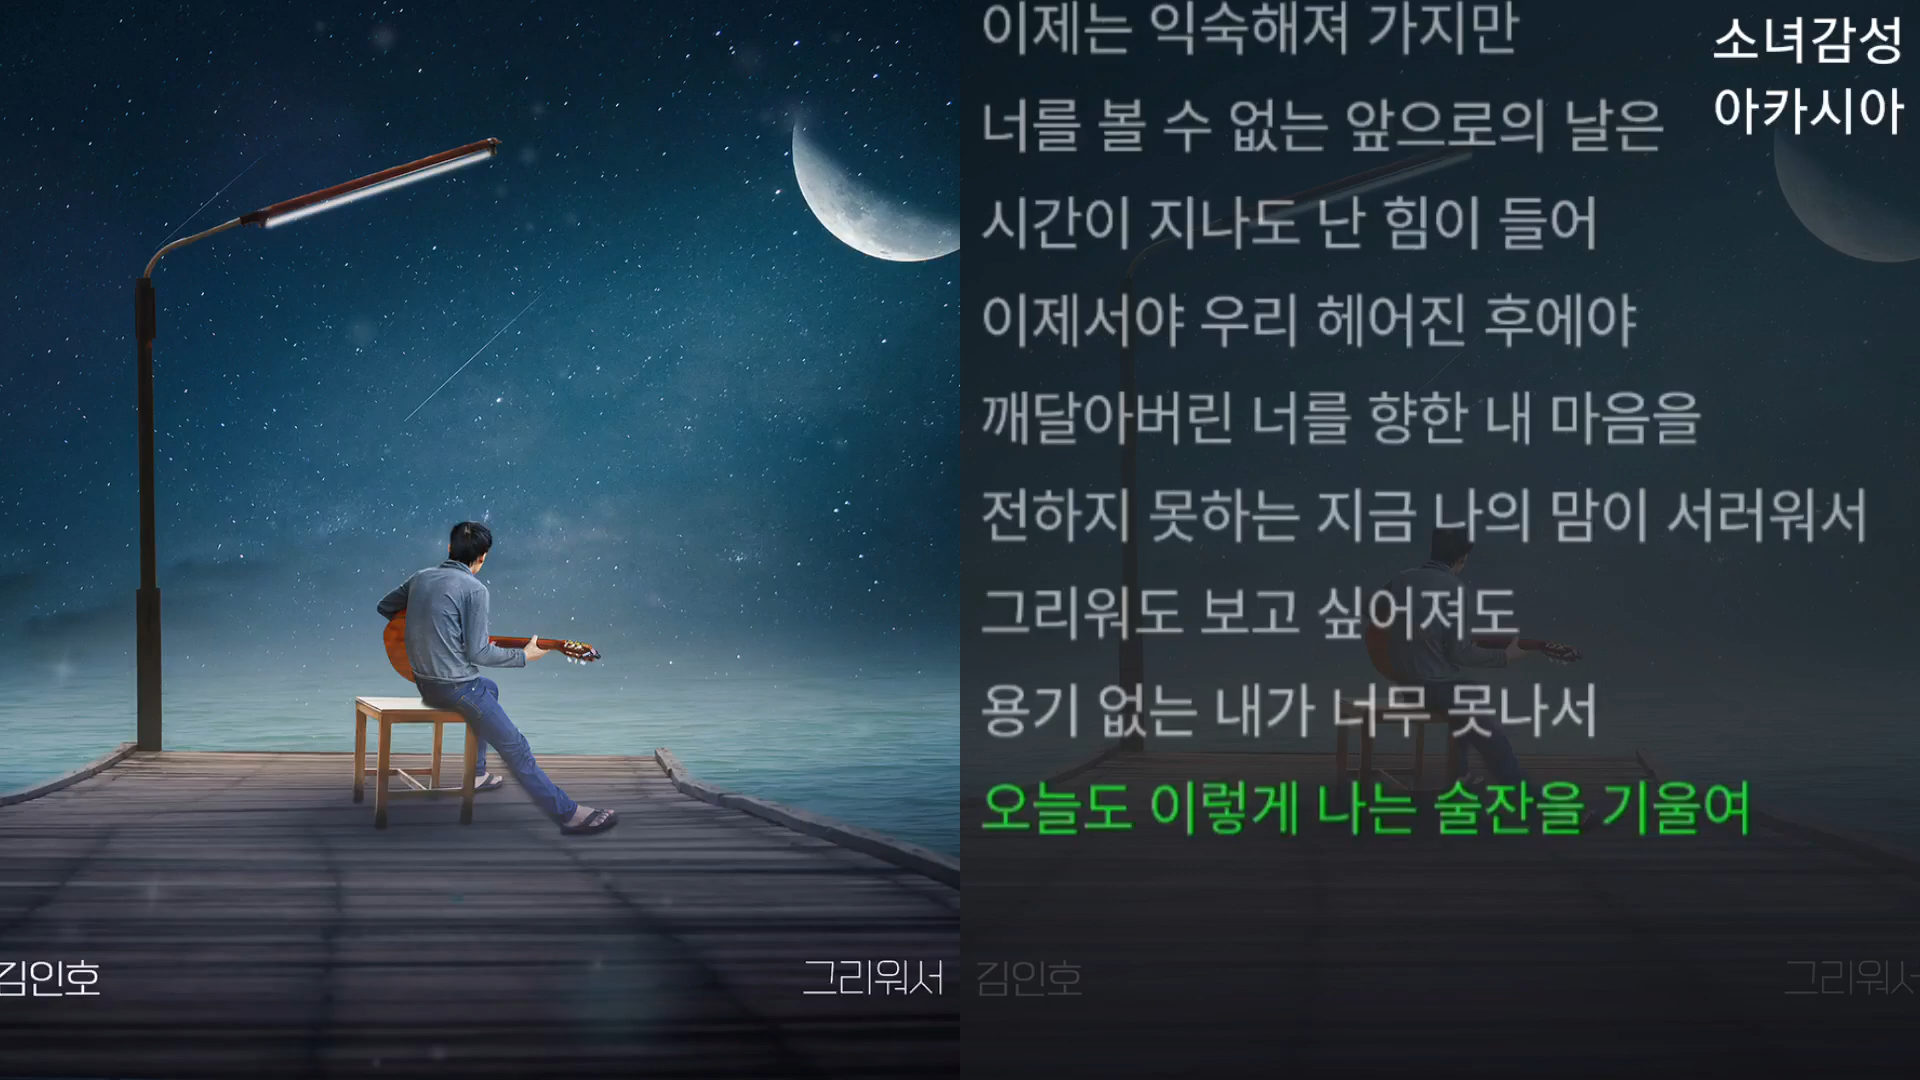 김인호
그리워서
소녀감성
아카시아
이제는 익숙해져 가지만
너를 볼 수 없는 앞으로의 날은
시간이 지나도 난 힘이 들어
이제서야 우리 헤어진 후에야
깨달아버린 너를 향한 내 마음을
전하지 못하는 지금 나의 맘이 서러워서
그리워도 보고 싶어져도
용기 없는 내가 너무 못나서
오늘도 이렇게 나는 술잔을 기울여
김인호
그리워서